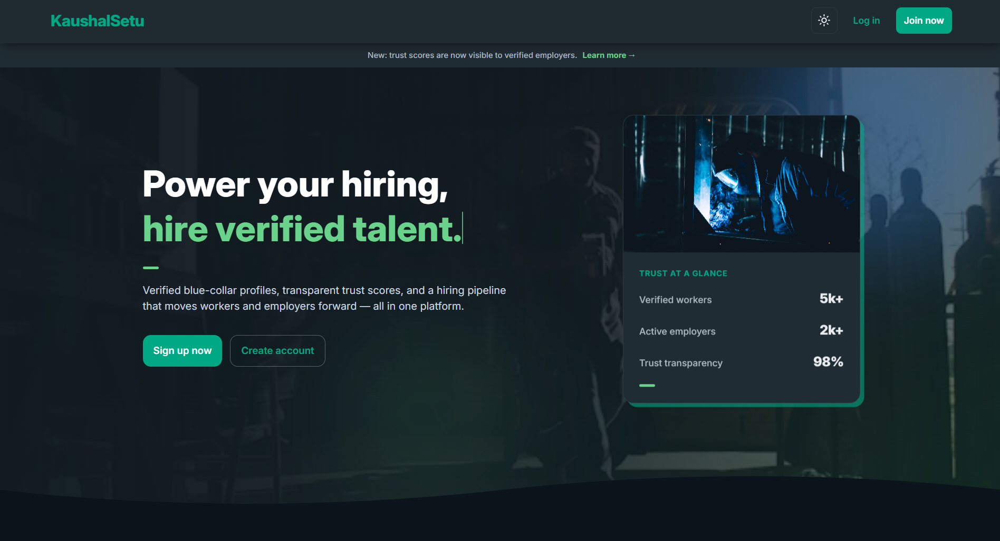 KaushalSetu
Log in
Join now
New: trust scores are now visible to verified employers. Learn more →
Power your hiring,
hire verified talent.
Verified blue-collar profiles, transparent trust scores, and a hiring pipeline
that moves workers and employers forward — all in one platform.
Sign up now
Create account
TRUST AT A GLANCE
Verified workers 5k+
Active employers 2k+
Trust transparency 98%